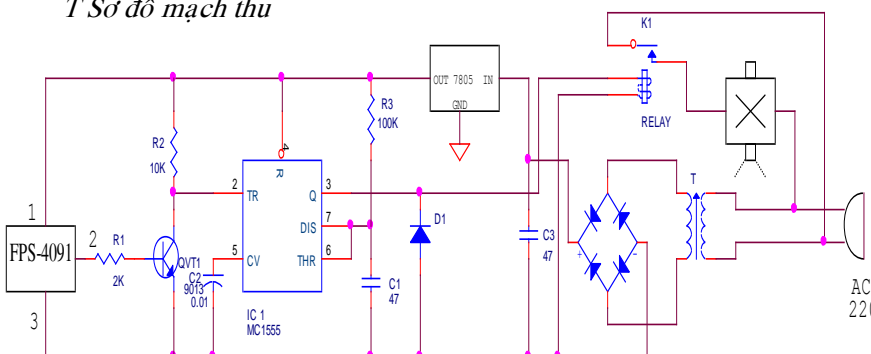 T Sơ đồ mạch thu
K1
OUT 7805 IN
GND
RELAY
R3
100K
R2
10K
4
R
2
TR
Q
3
DIS
7
5
CV
THR
6
D1
T
1
FPS-4091
2
R1
2K
QVT1
9013
C2
0.01
IC 1
MC1555
C1
47
C3
47
+
-
3
AC
220